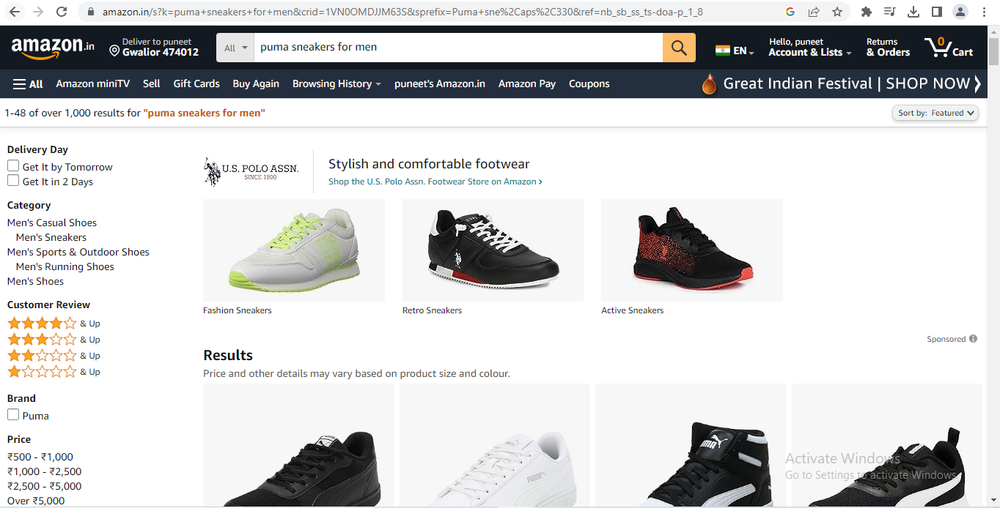 amazon.in/s?k=puma+sneakers+for+men&crid=1VN0OMDJJM63S&sprefix=Puma+sne%2Caps%2C330&ref=nb_sb_ss_ts-doa-p_1_8
amazon.in
Deliver to puneet
Gwalior 474012
All
puma sneakers for men
EN
Hello, puneet
Account & Lists
Returns
& Orders
0
Cart
All
Amazon miniTV
Sell
Gift Cards
Buy Again
Browsing History
puneet's Amazon.in
Amazon Pay
Coupons
Great Indian Festival | SHOP NOW
1-48 of over 1,000 results for "puma sneakers for men"
Sort by: Featured
Delivery Day
Get It by Tomorrow
Get It in 2 Days
Category
Men's Casual Shoes
Men's Sneakers
Men's Sports & Outdoor Shoes
Men's Running Shoes
Men's Shoes
Customer Review
& Up
& Up
& Up
& Up
Brand
Puma
Price
₹500 - ₹1,000
₹1,000 - ₹2,500
₹2,500 - ₹5,000
Over ₹5,000
U.S. POLO ASSN.
SINCE 1890
Stylish and comfortable footwear
Shop the U.S. Polo Assn. Footwear Store on Amazon
Fashion Sneakers
Retro Sneakers
Active Sneakers
Sponsored
Results
Price and other details may vary based on product size and colour.
PUMA
PUMA
Activate Windows
Go to Settings to activate Windows.